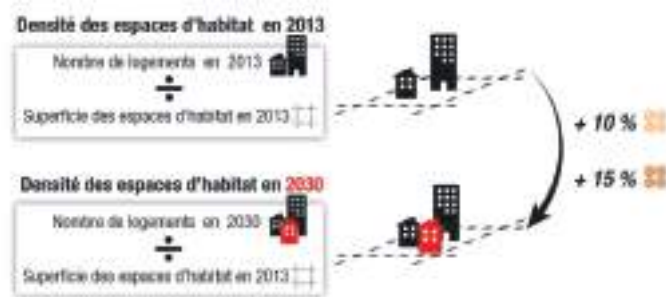 Densité des espaces d'habitat en 2013
Nombre de logements en 2013
÷
Superficie des espaces d'habitat en 2013
+ 10 %
+ 15 %
Densité des espaces d'habitat en 2030
Nombre de logements en 2030
÷
Superficie des espaces d'habitat en 2013